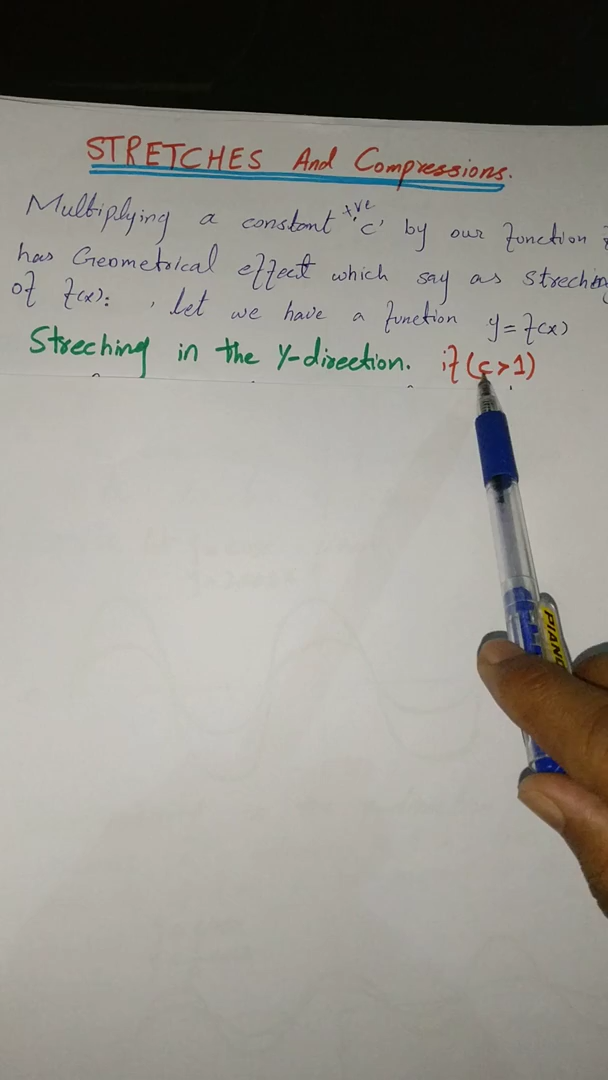 STRETCHES And Compressions.
Multiplying a constant +ve 'c' by our function
has Geometrical effect which say as streching
of f(x): , let we have a function y=f(x)
Streching in the Y-direction. if (c>1)
PIANO